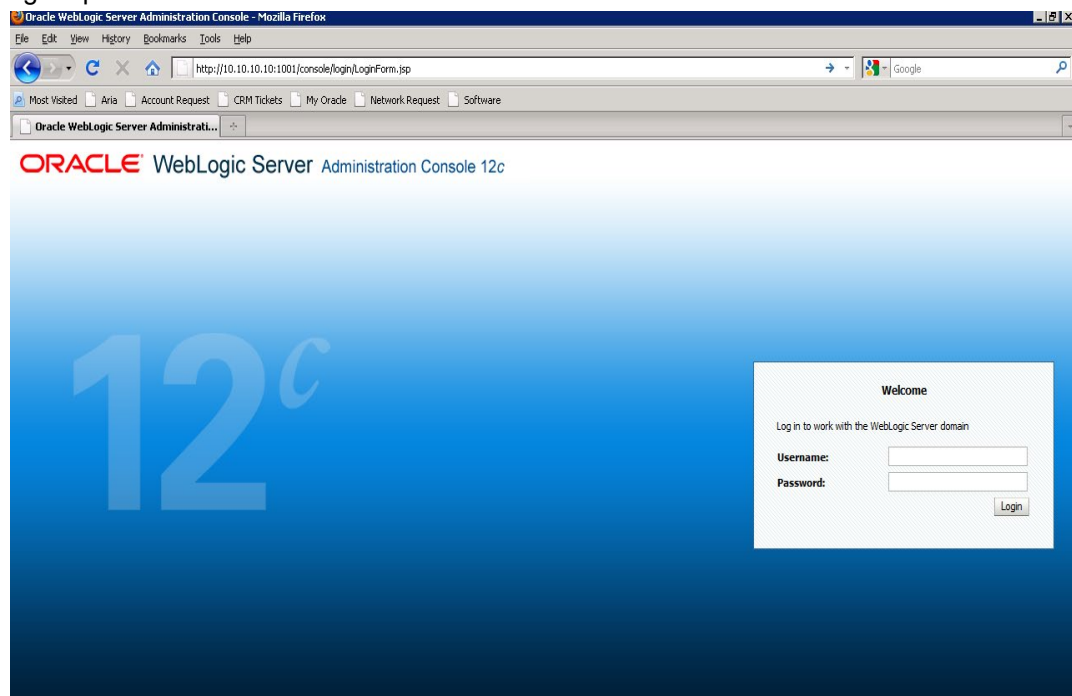 Oracle WebLogic Server Administration Console - Mozilla Firefox
File Edit View History Bookmarks Tools Help
http://10.10.10.10:1001/console/login/LoginForm.jsp Google
Most Visited Aria Account Request CRM Tickets My Oracle Network Request Software
Oracle WebLogic Server Administrati...
ORACLE WebLogic Server Administration Console 12c
12c
Welcome
Log in to work with the WebLogic Server domain
Username:
Password:
Login